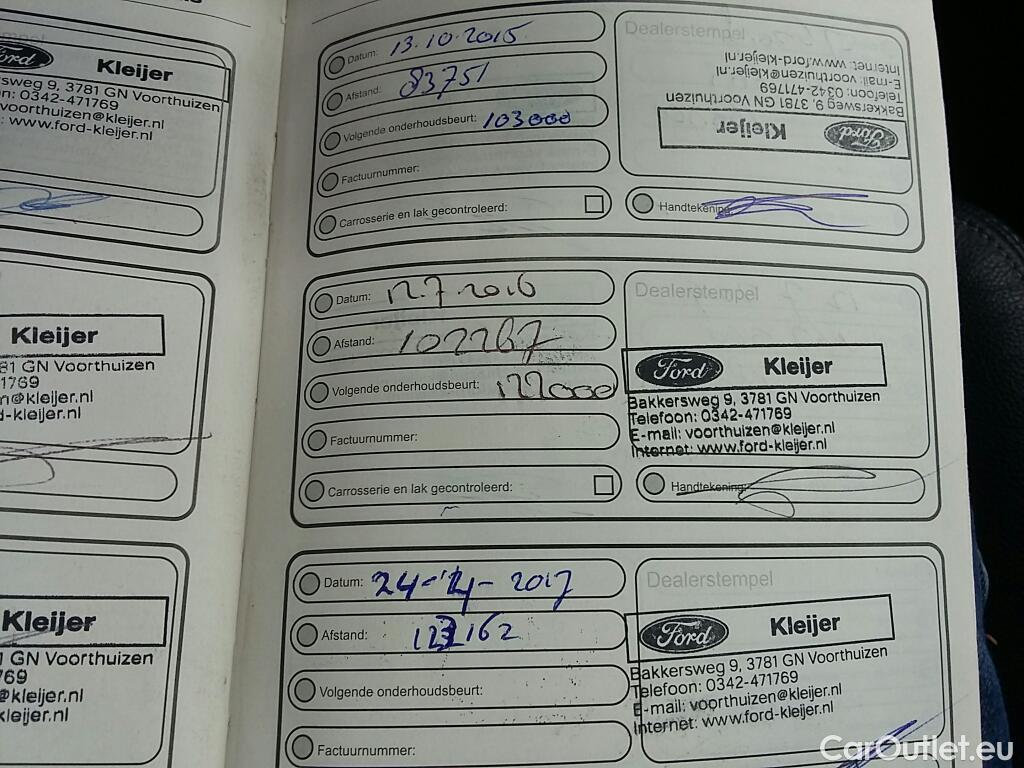 Dealerstempel
Ford Kleijer
Bakkersweg 9, 3781 GN Voorthuizen
Telefoon: 0342-471769
E-mail: voorthuizen@kleijer.nl
Internet: www.ford-kleijer.nl
Datum: 13.10.2015
Afstand: 83751
Volgende onderhoudsbeurt: 103000
Factuurnummer:
Carrosserie en lak gecontroleerd:
Handtekening:
Datum: 12.7.2016
Afstand: 102267
Volgende onderhoudsbeurt: 122000
Factuurnummer:
Carrosserie en lak gecontroleerd:
Dealerstempel
Ford Kleijer
Bakkersweg 9, 3781 GN Voorthuizen
Telefoon: 0342-471769
E-mail: voorthuizen@kleijer.nl
Internet: www.ford-kleijer.nl
Handtekening:
Datum: 24-4-2017
Afstand:
Volgende onderhoudsbeurt:
Factuurnummer:
Dealerstempel
Ford Kleijer
Bakkersweg 9, 3781 GN Voorthuizen
Telefoon: 0342-471769
E-mail: voorthuizen@kleijer.nl
Internet: www.ford-kleijer.nl
Ford Kleijer
ersweg 9, 3781 GN Voorthuizen
n: 0342-471769
voorthuizen@kleijer.nl
: www.ford-kleijer.nl
Kleijer
81 GN Voorthuizen
1769
n@kleijer.nl
d-kleijer.nl
Kleijer
1 GN Voorthuizen
769
@kleijer.nl
leijer.nl
CarOutlet.eu